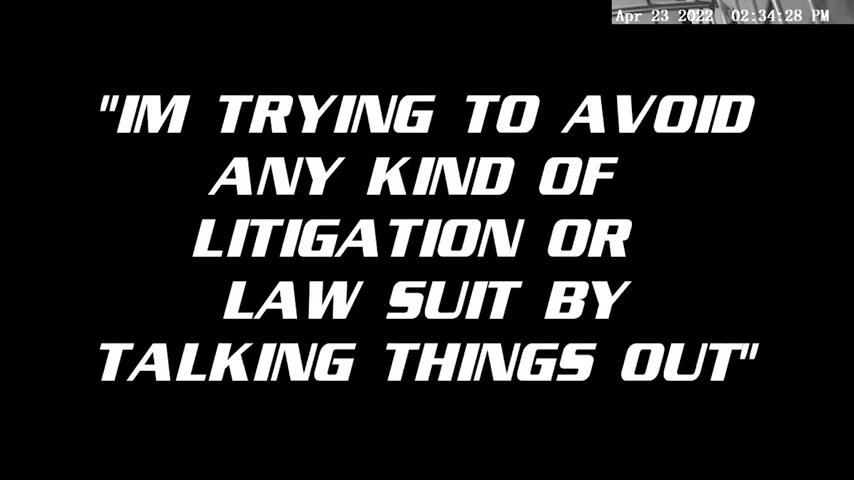 Apr 23 2022 02:34:28 PM
"IM TRYING TO AVOID
ANY KIND OF
LITIGATION OR
LAW SUIT BY
TALKING THINGS OUT"